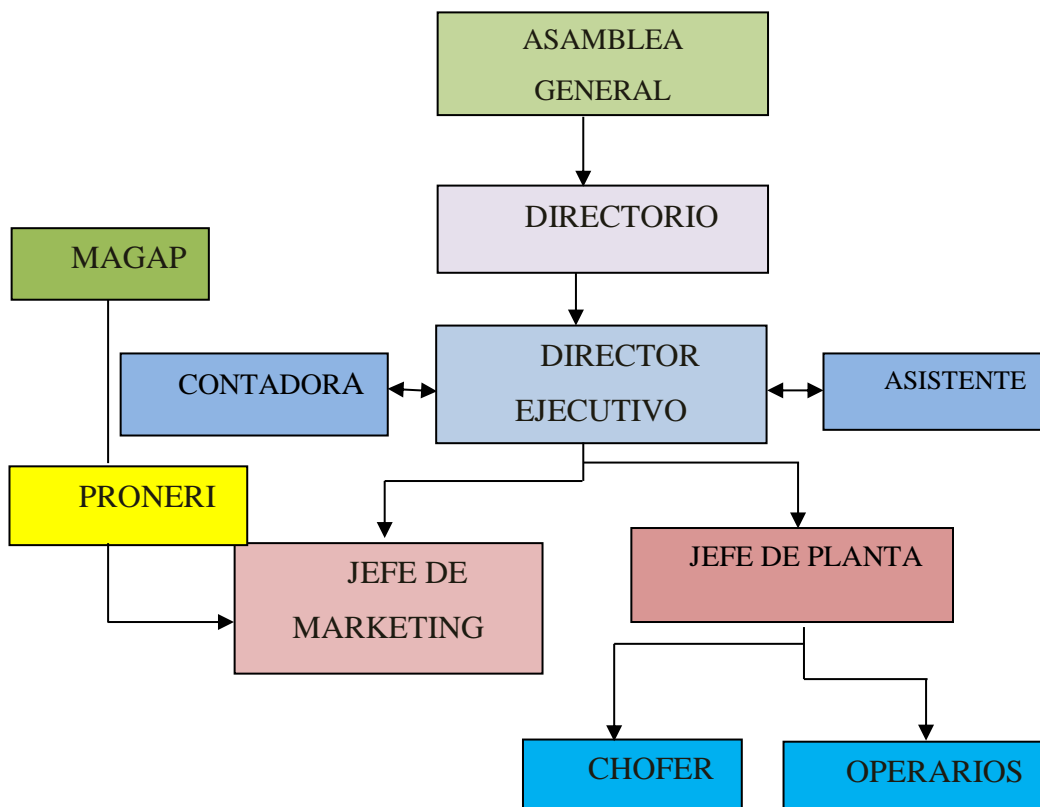 ASAMBLEA
GENERAL
DIRECTORIO
MAGAP
DIRECTOR
EJECUTIVO
CONTADORA
ASISTENTE
PRONERI
JEFE DE
MARKETING
JEFE DE PLANTA
CHOFER
OPERARIOS